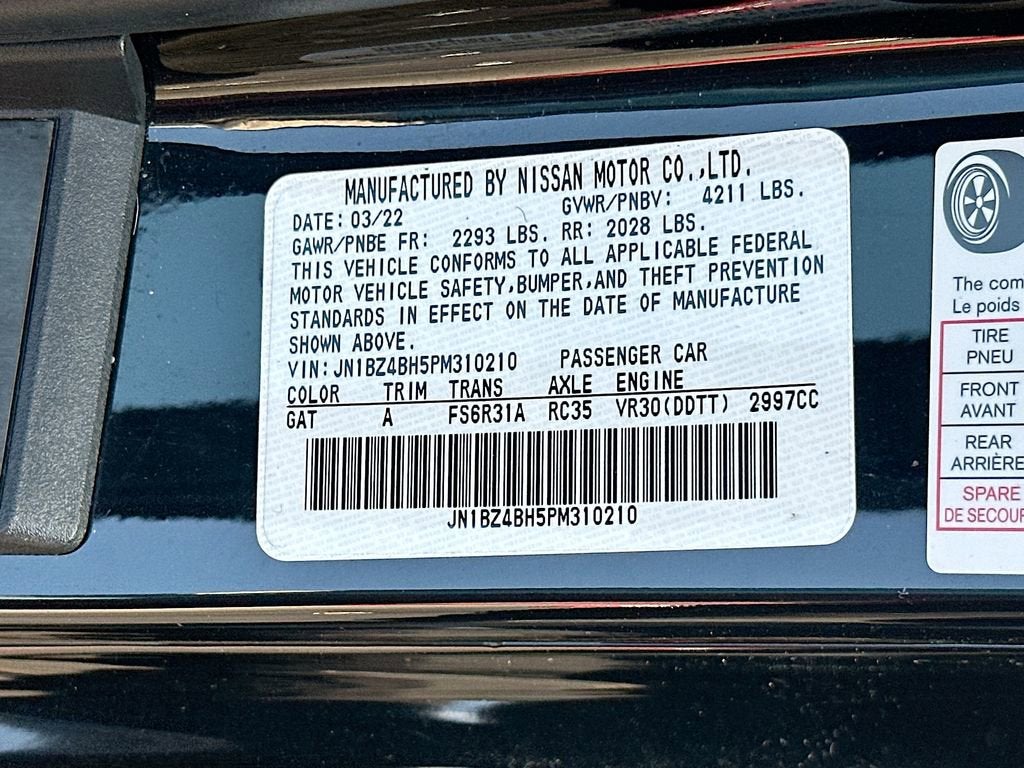 MANUFACTURED BY NISSAN MOTOR CO.,LTD.
DATE: 03/22 GVWR/PNBV: 4211 LBS.
GAWR/PNBE FR: 2293 LBS. RR: 2028 LBS.
THIS VEHICLE CONFORMS TO ALL APPLICABLE FEDERAL
MOTOR VEHICLE SAFETY,BUMPER,AND THEFT PREVENTION
STANDARDS IN EFFECT ON THE DATE OF MANUFACTURE
SHOWN ABOVE.
VIN: JN1BZ4BH5PM310210 PASSENGER CAR
COLOR TRIM TRANS AXLE ENGINE
GAT A FS6R31A RC35 VR30(DDTT) 2997CC
JN1BZ4BH5PM310210
The com
Le poids
TIRE
PNEU
FRONT
AVANT
REAR
ARRIÈRE
SPARE
DE SECOUR